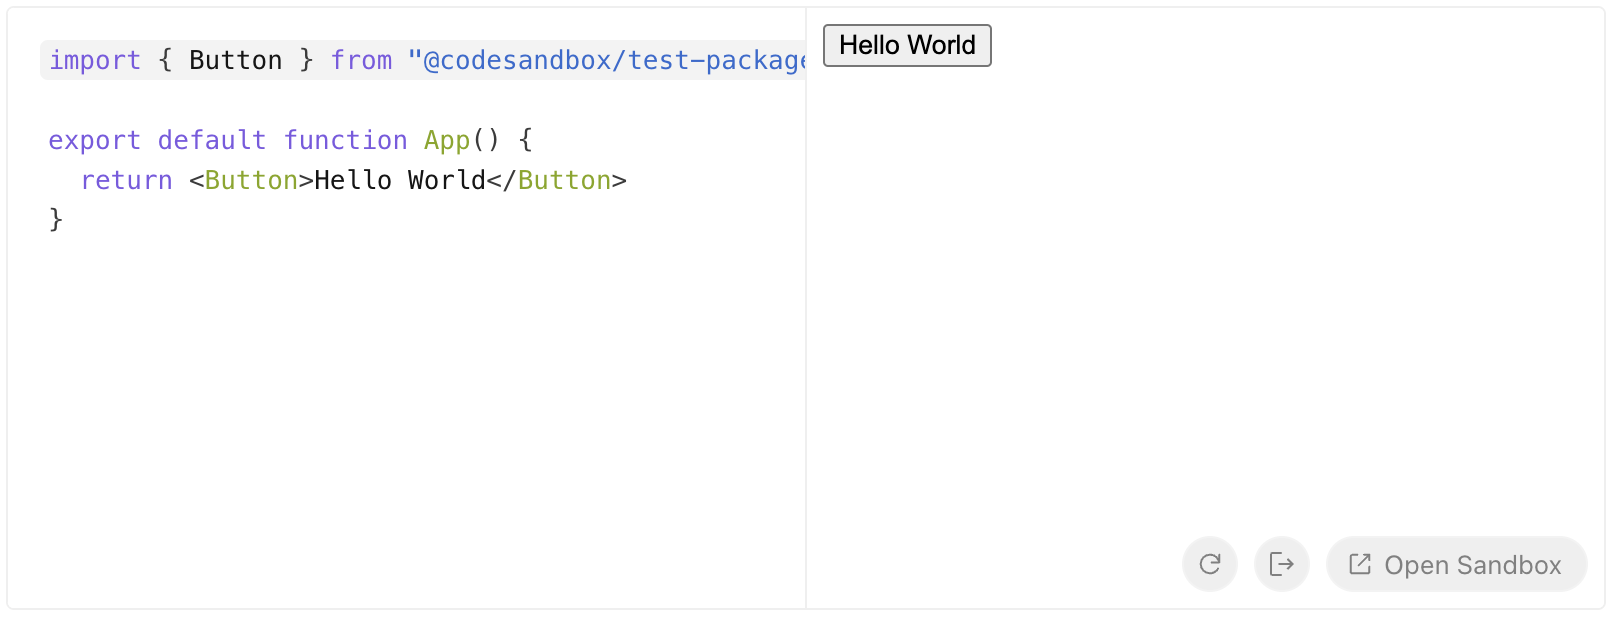 import { Button } from "@codesandbox/test-package
export default function App() {
  return <Button>Hello World</Button>
}
Hello World
Open Sandbox